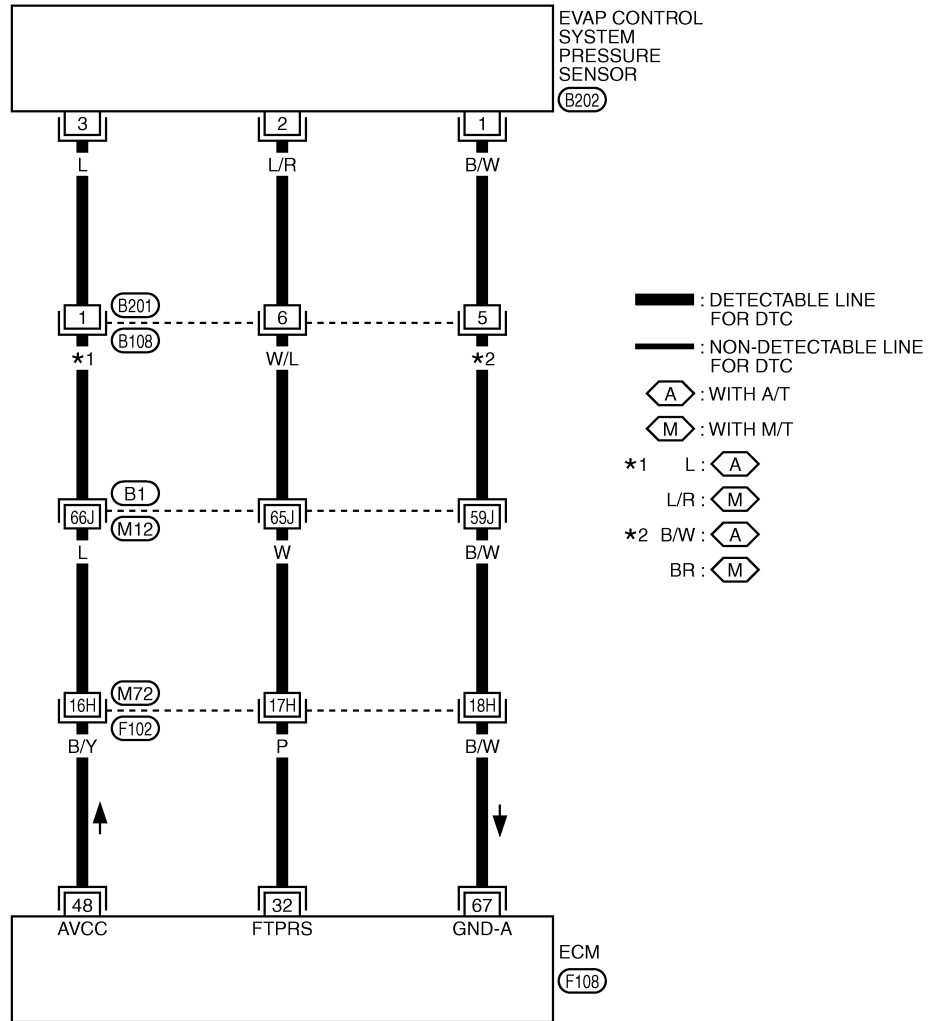 EVAP CONTROL
SYSTEM
PRESSURE
SENSOR
B202
3 2 1
L L/R B/W
B201
1 6 5
B108
★1 W/L ★2
B1
66J 65J 59J
M12
L W B/W
M72
16H 17H 18H
F102
B/Y P B/W
48 32 67
AVCC FTPRS GND-A
ECM
F108
: DETECTABLE LINE
FOR DTC
: NON-DETECTABLE LINE
FOR DTC
A : WITH A/T
M : WITH M/T
★1 L : A
L/R : M
★2 B/W : A
BR : M